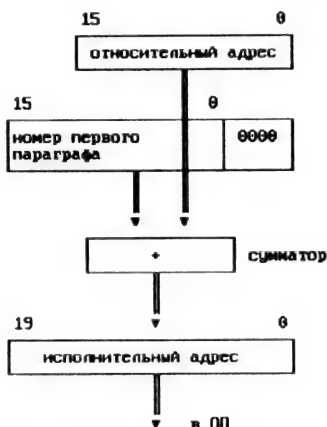 15 0
относительный адрес
15 0
номер первого 0000
параграфа
+ сумматор
19 0
исполнительный адрес
в ОП